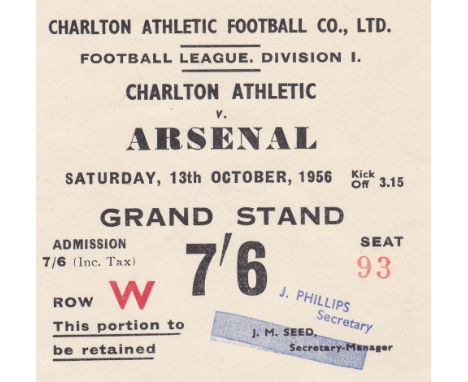 CHARLTON ATHLETIC FOOTBALL CO., LTD.
FOOTBALL LEAGUE. DIVISION I.
CHARLTON ATHLETIC
v.
ARSENAL
SATURDAY, 13th OCTOBER, 1956 Kick Off 3.15
GRAND STAND
ADMISSION
7/6 (Inc. Tax)
7/6
SEAT
93
ROW W
This portion to
be retained
J. PHILLIPS
Secretary
J. M. SEED,
Secretary-Manager